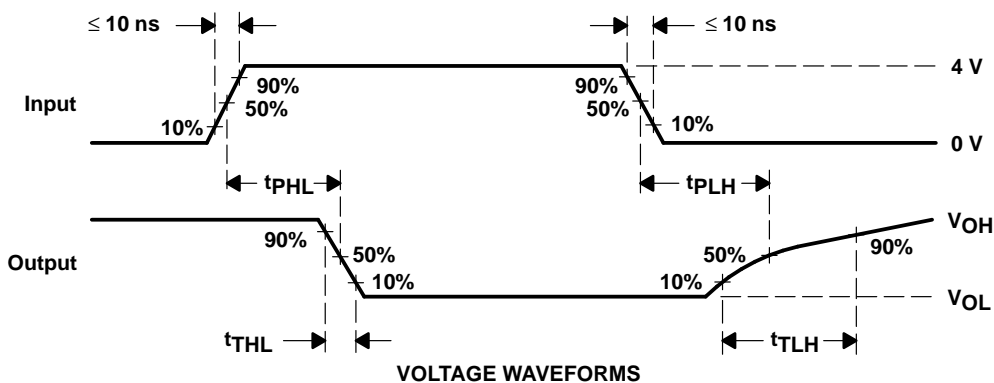 ≤ 10 ns
≤ 10 ns
90%
90%
4 V
Input
50%
50%
10%
10%
0 V
tPHL
tPLH
VOH
90%
50%
50%
90%
Output
10%
10%
VOL
tTHL
tTLH
VOLTAGE WAVEFORMS